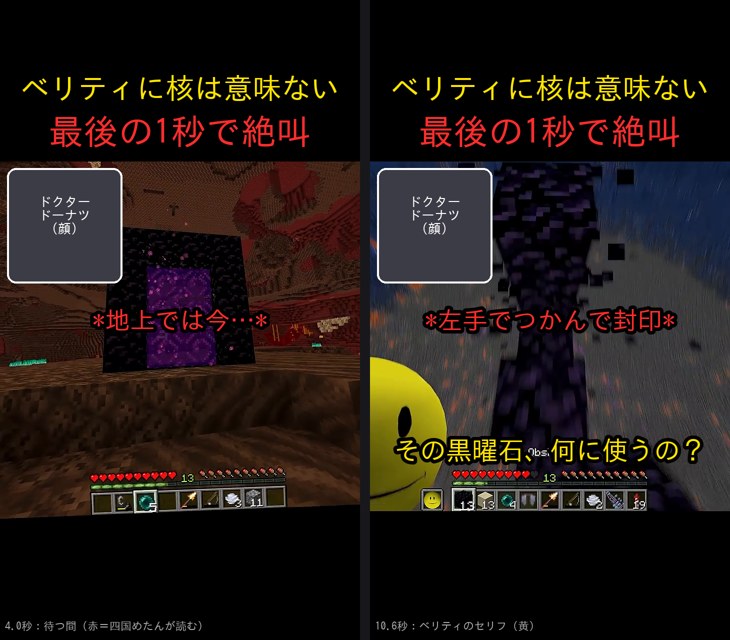 ベリティに核は意味ない
最後の1秒で絶叫
ドクター
ドーナツ
(顔)
*地上では今…*
13
5
3
11
4.0秒：待つ間（赤＝四国めたんが読む）
ベリティに核は意味ない
最後の1秒で絶叫
ドクター
ドーナツ
(顔)
*左手でつかんで封印*
その黒曜石、何に使うの？
13
13
13
19
10.6秒：ベリティのセリフ（黄）